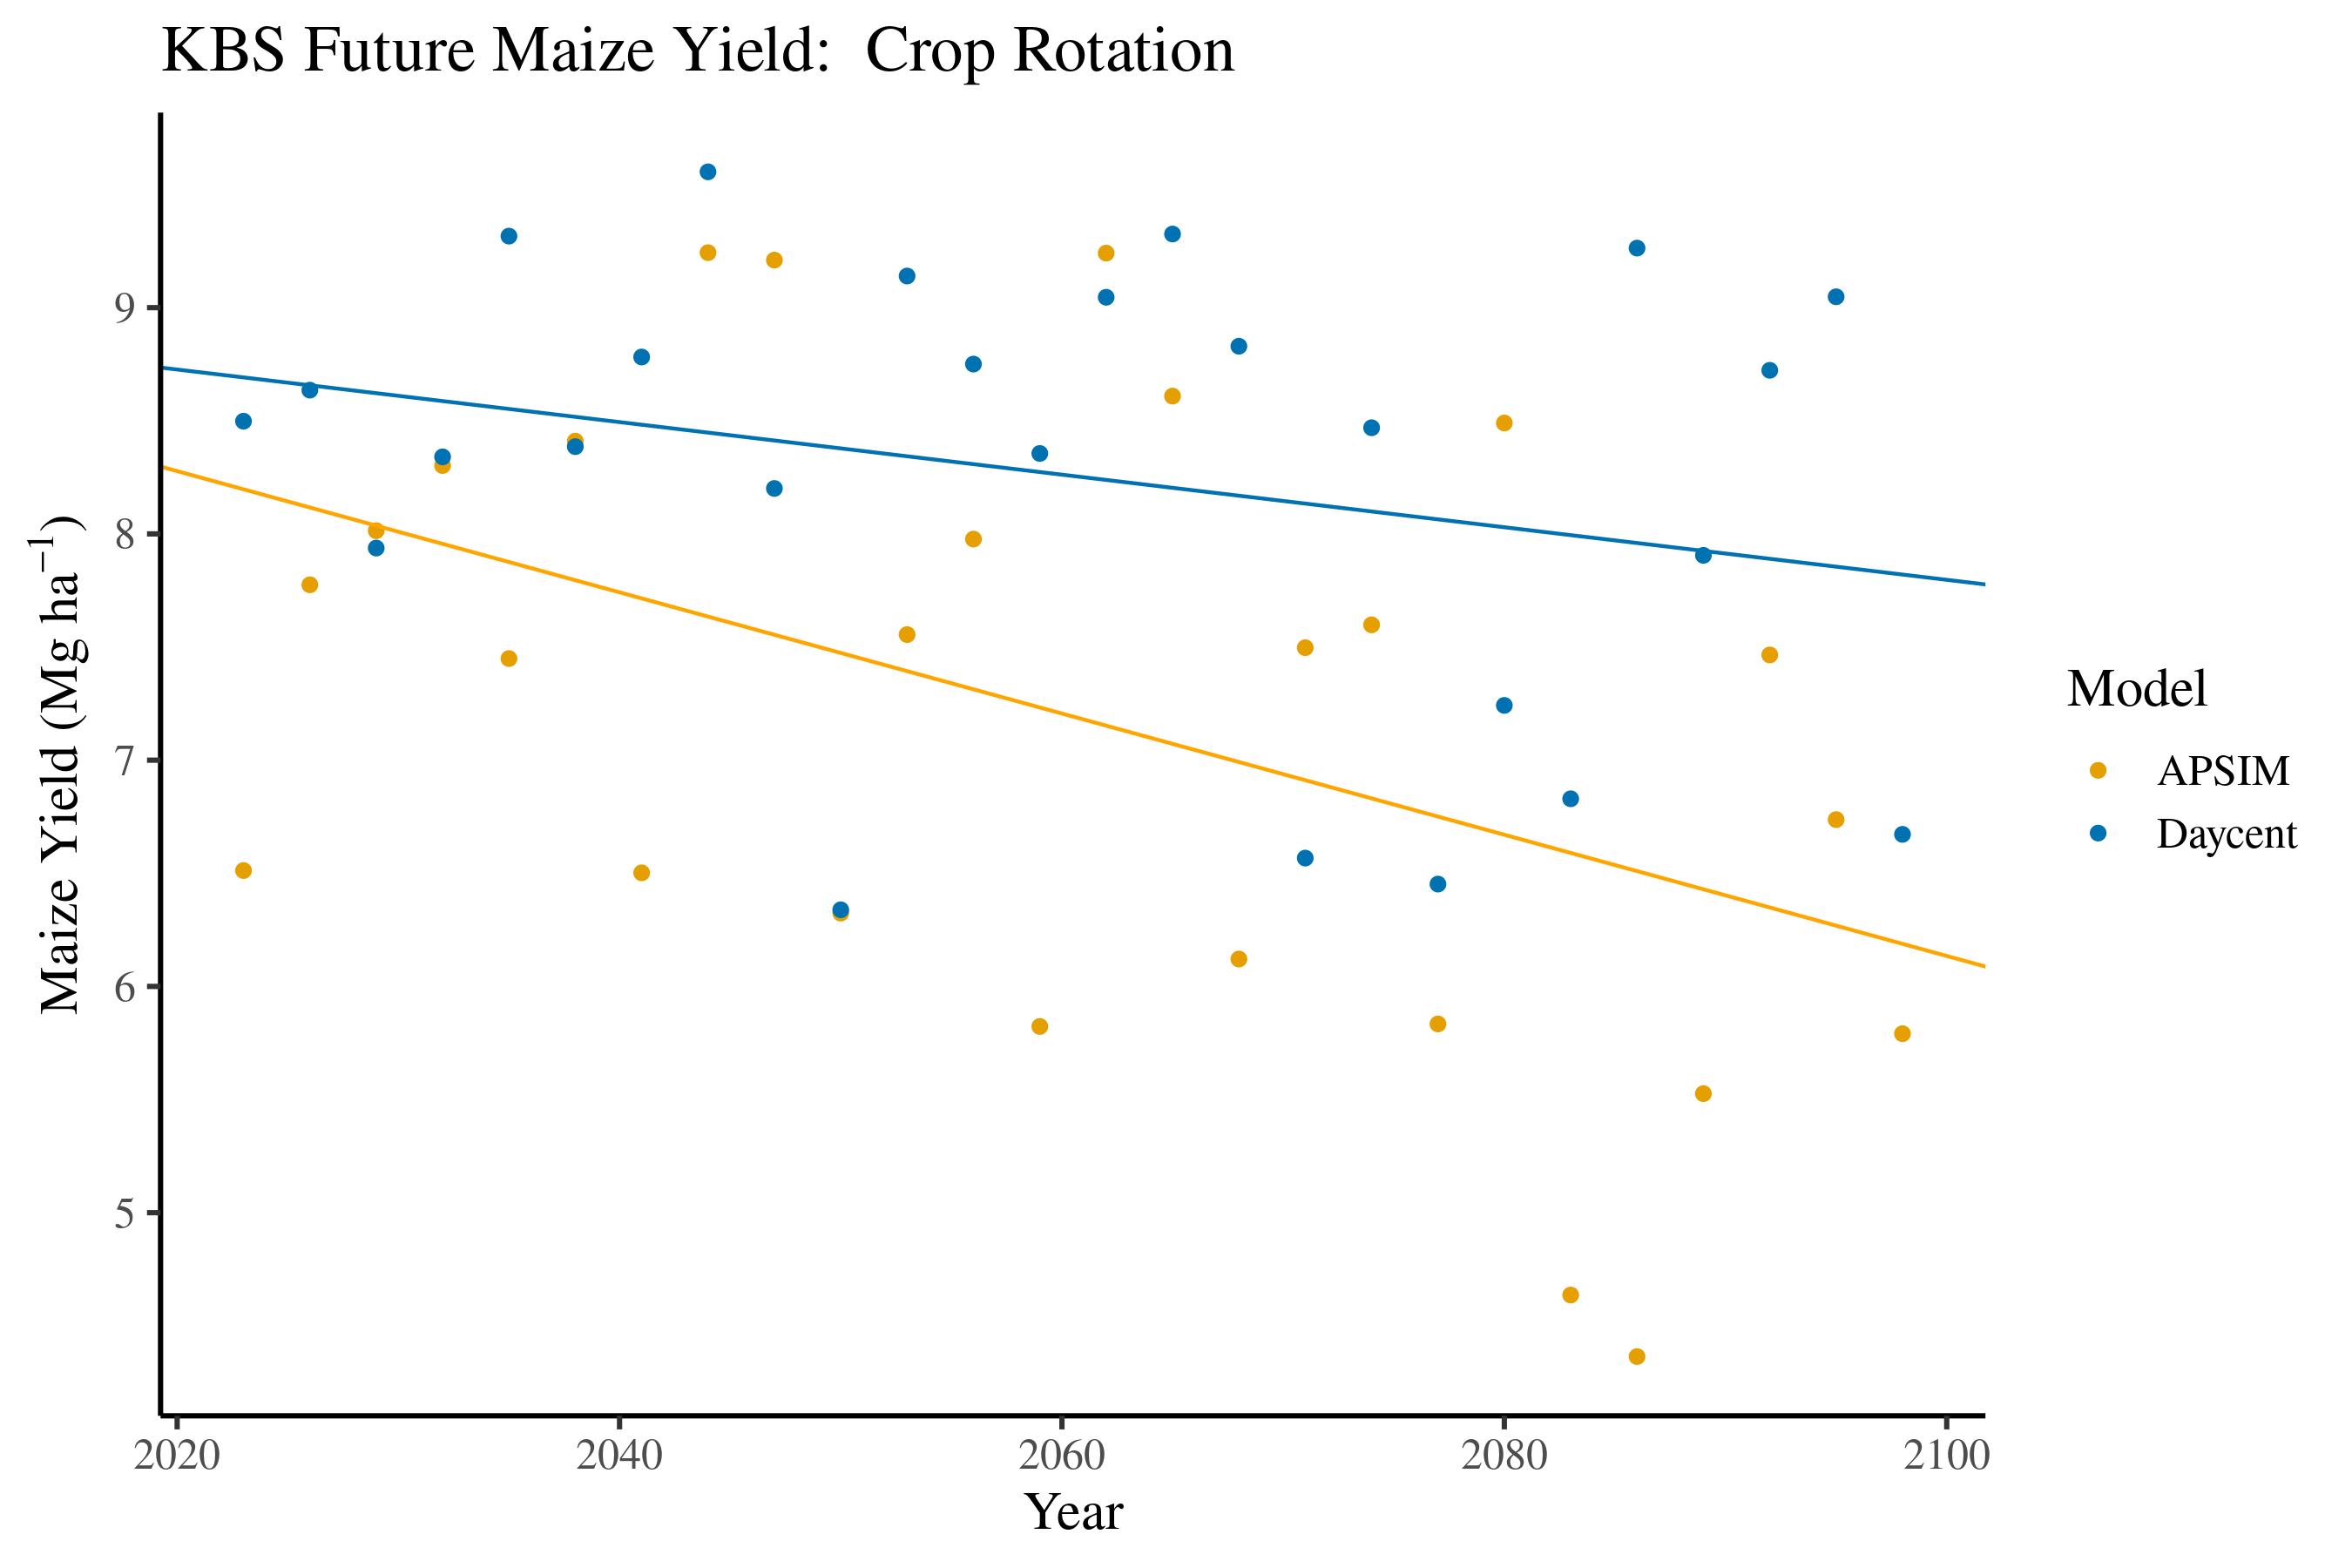 KBS Future Maize Yield:  Crop Rotation
Maize Yield (Mg ha⁻¹)
9
8
7
6
5
2020 2040 2060 2080 2100
Year
Model
APSIM
Daycent